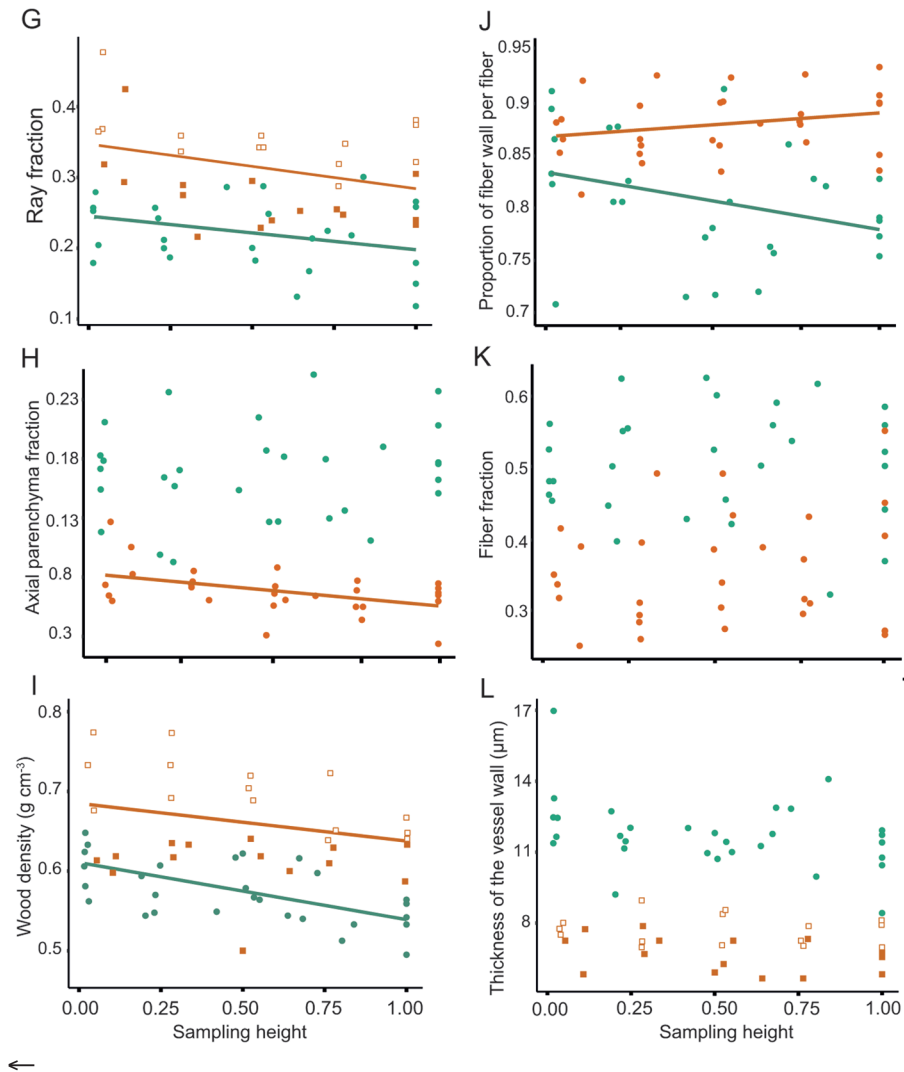 G
Ray fraction
0.4
0.3
0.2
0.1
J
Proportion of fiber wall per fiber
0.95
0.9
0.85
0.8
0.75
0.7
H
Axial parenchyma fraction
0.23
0.18
0.13
0.8
0.3
K
Fiber fraction
0.6
0.5
0.4
0.3
I
Wood density (g cm-3)
0.8
0.7
0.6
0.5
0.00 0.25 0.50 0.75 1.00
Sampling height
L
Thickness of the vessel wall (µm)
17
14
11
8
0.00 0.25 0.50 0.75 1.00
Sampling height